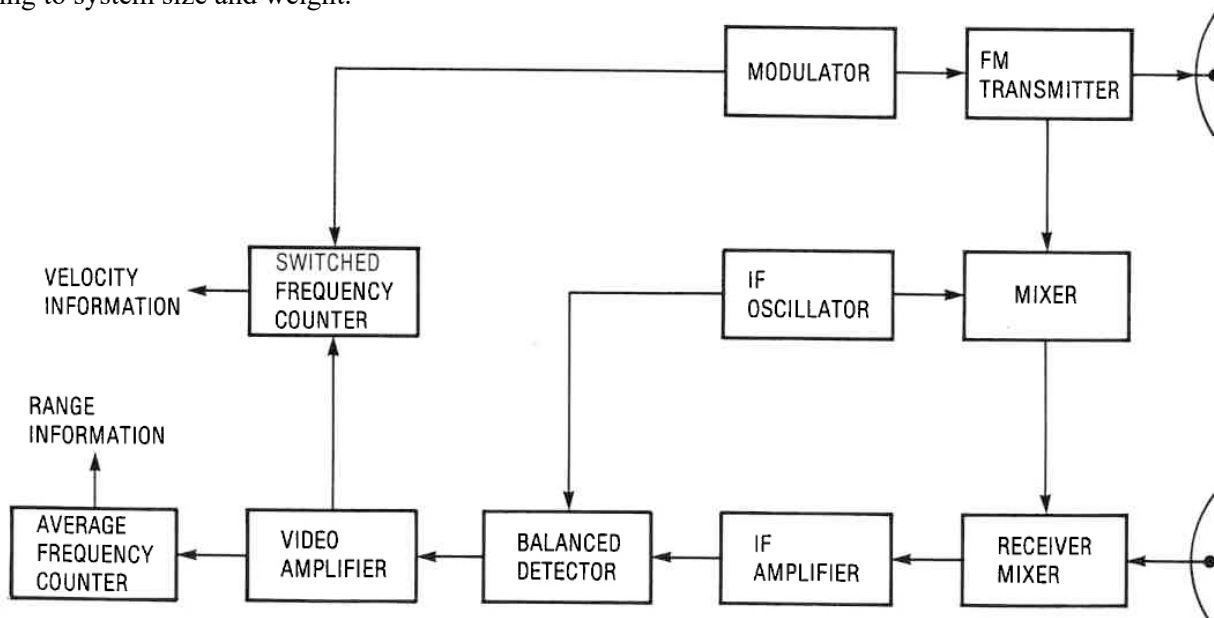 ing to system size and weight.
MODULATOR
FM
TRANSMITTER
SWITCHED
FREQUENCY
COUNTER
VELOCITY
INFORMATION
IF
OSCILLATOR
MIXER
RANGE
INFORMATION
AVERAGE
FREQUENCY
COUNTER
VIDEO
AMPLIFIER
BALANCED
DETECTOR
IF
AMPLIFIER
RECEIVER
MIXER